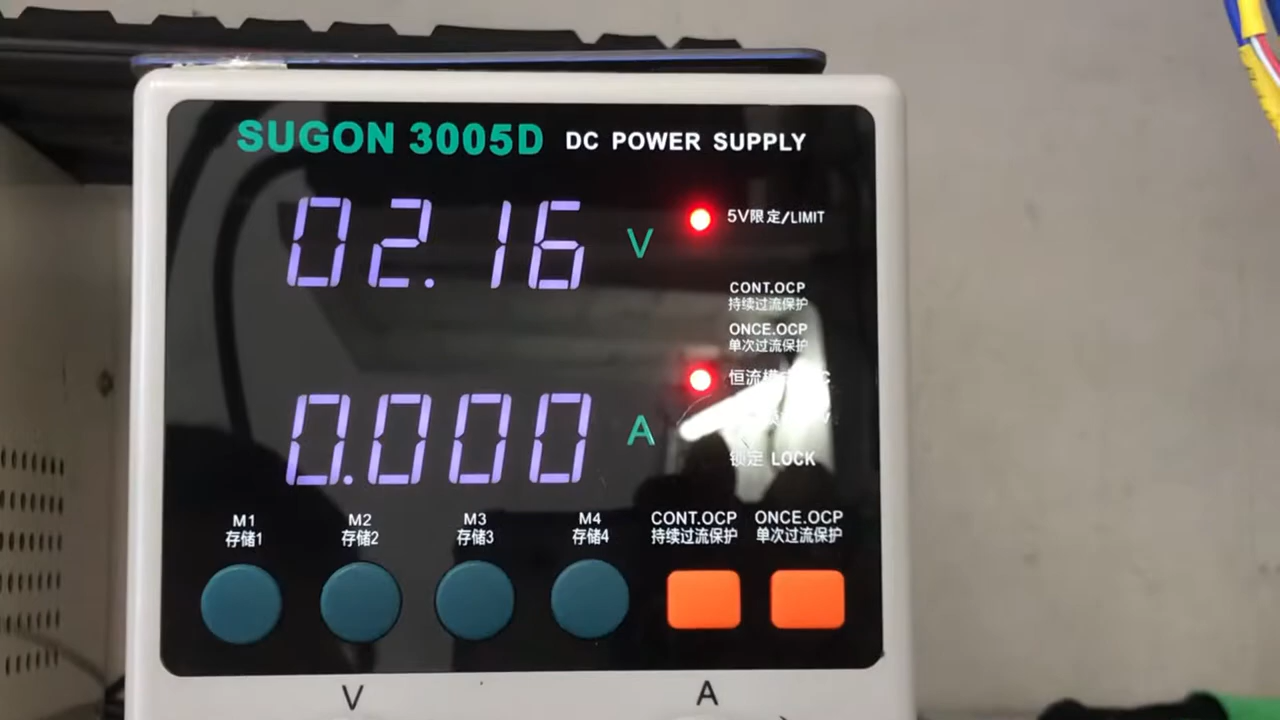 SUGON 3005D DC POWER SUPPLY
02.16 V
5V限定/LIMIT
CONT.OCP
持续过流保护
ONCE.OCP
单次过流保护
恒流
0.000 A
锁定 LOCK
M1
存储1
M2
存储2
M3
存储3
M4
存储4
CONT.OCP
持续过流保护
ONCE.OCP
单次过流保护
V
A